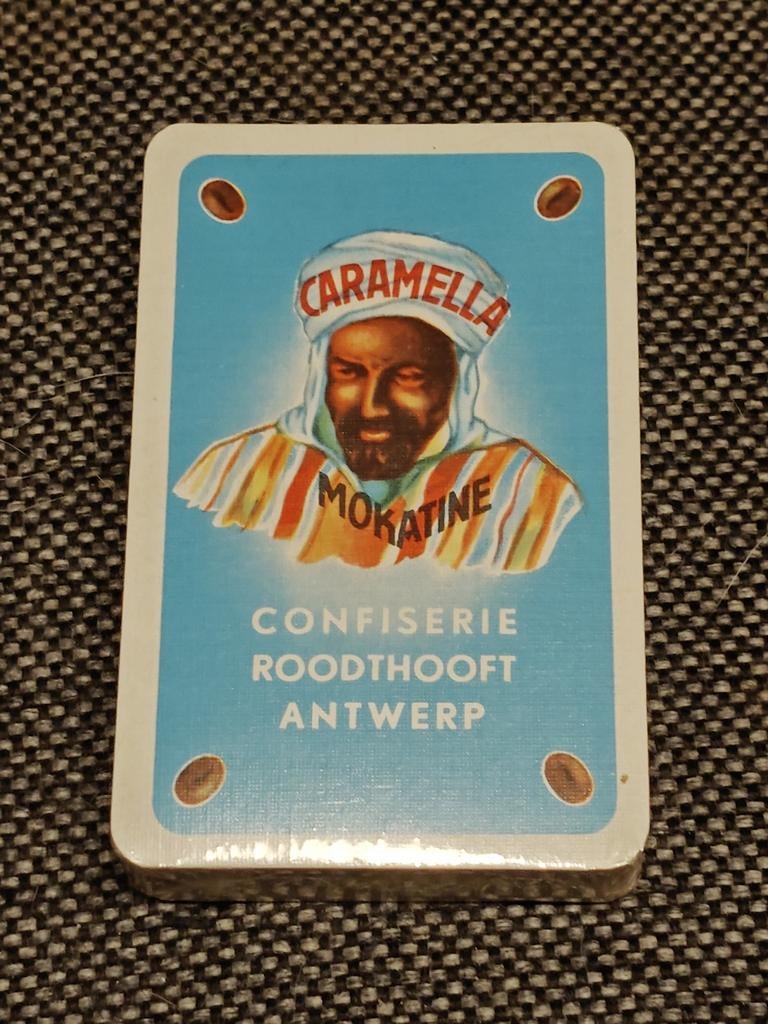 CARAMELLA
MOKATINE
CONFISERIE
ROODTHOOFT
ANTWERP